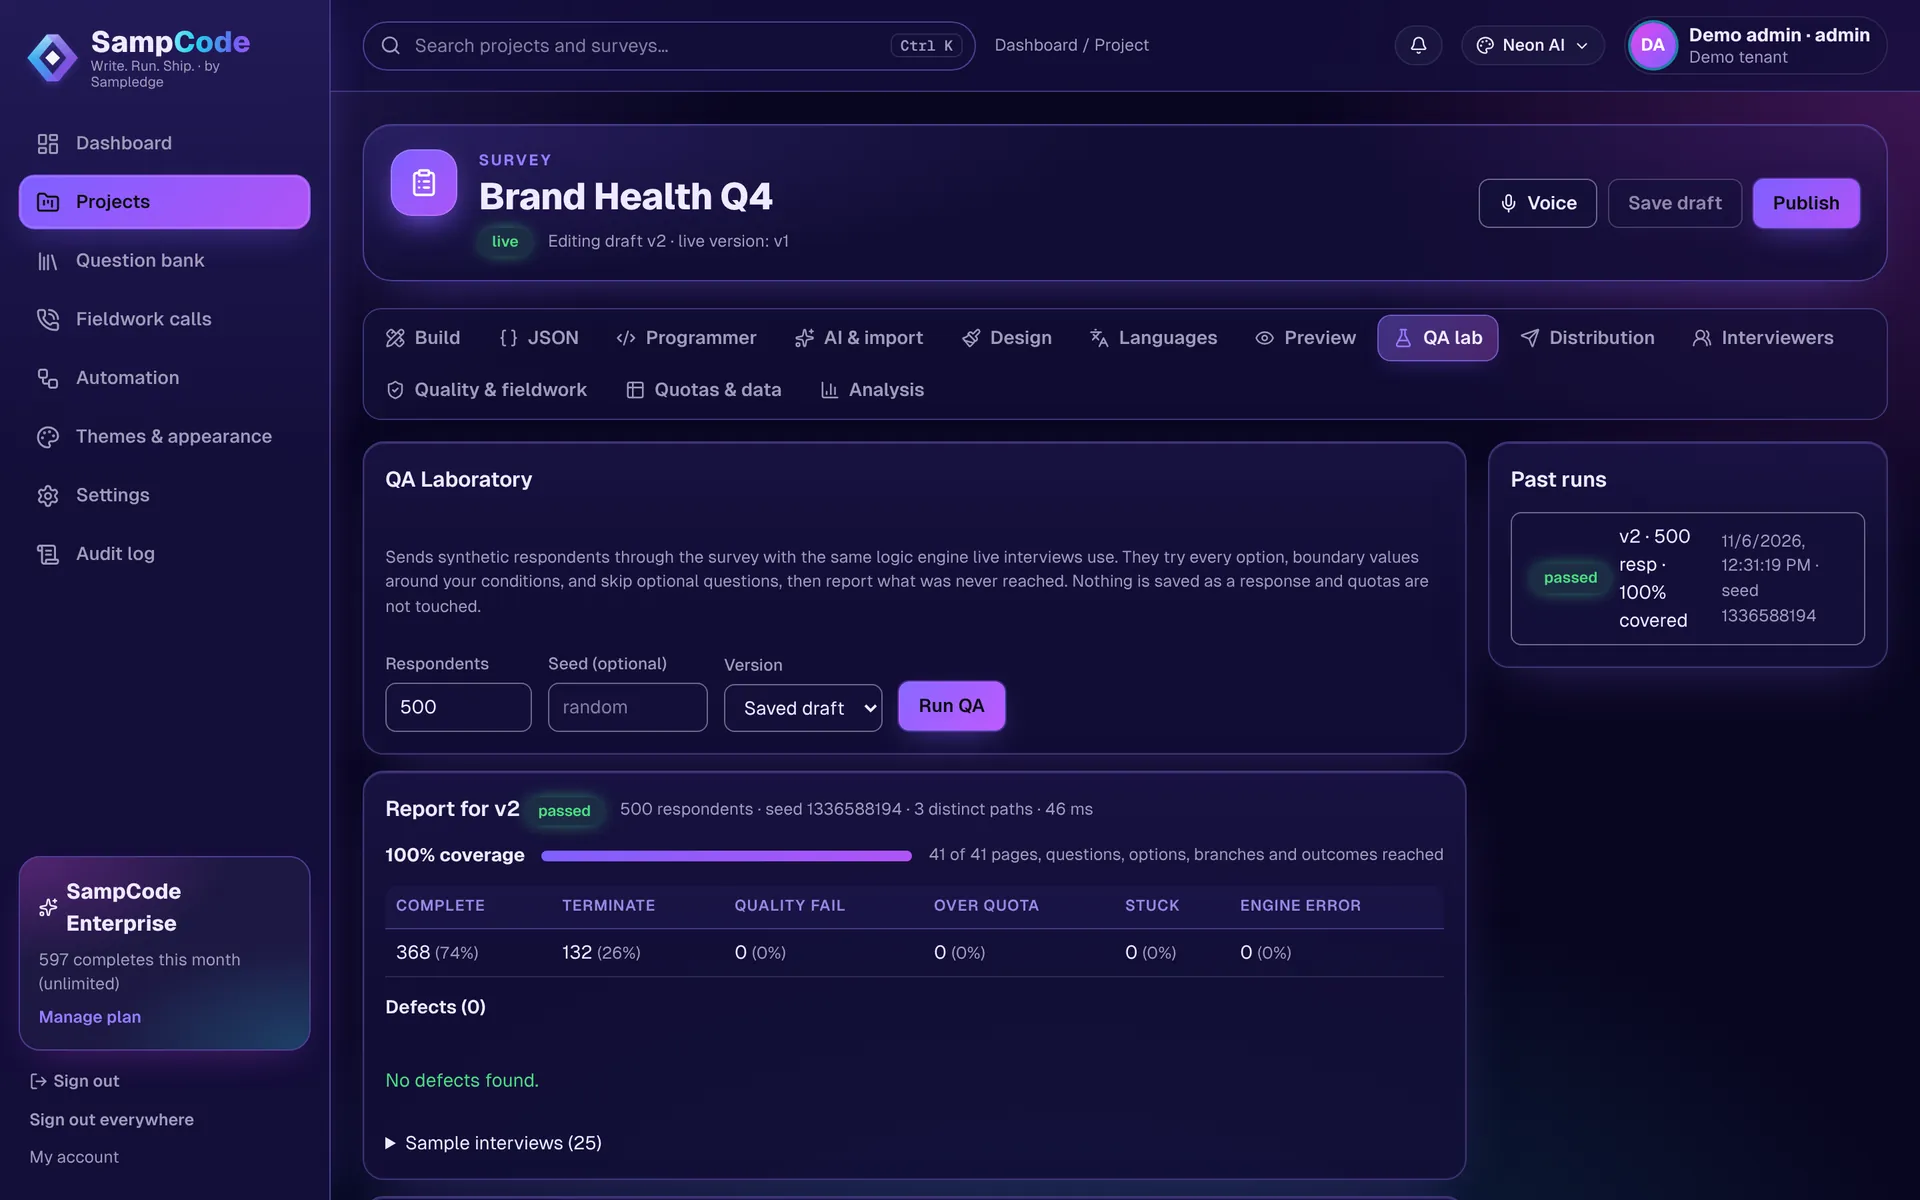 SampCode
Write. Run. Ship. · by
Sampledge
Search projects and surveys...
Ctrl K
Dashboard / Project
Neon AI
DA
Demo admin · admin
Demo tenant
Dashboard
Projects
Question bank
Fieldwork calls
Automation
Themes & appearance
Settings
Audit log
SampCode
Enterprise
597 completes this month
(unlimited)
Manage plan
Sign out
Sign out everywhere
My account
SURVEY
Brand Health Q4
live
Editing draft v2 · live version: v1
Voice
Save draft
Publish
Build
{ } JSON
</> Programmer
AI & import
Design
Languages
Preview
QA lab
Distribution
Interviewers
Quality & fieldwork
Quotas & data
Analysis
QA Laboratory
Sends synthetic respondents through the survey with the same logic engine live interviews use. They try every option, boundary values
around your conditions, and skip optional questions, then report what was never reached. Nothing is saved as a response and quotas are
not touched.
Respondents
Seed (optional)
Version
500
random
Saved draft
Run QA
Past runs
passed
v2 · 500
resp ·
100%
covered
11/6/2026,
12:31:19 PM ·
seed
1336588194
Report for v2
passed
500 respondents · seed 1336588194 · 3 distinct paths · 46 ms
100% coverage
41 of 41 pages, questions, options, branches and outcomes reached
COMPLETE TERMINATE QUALITY FAIL OVER QUOTA STUCK ENGINE ERROR
368 (74%) 132 (26%) 0 (0%) 0 (0%) 0 (0%) 0 (0%)
Defects (0)
No defects found.
Sample interviews (25)